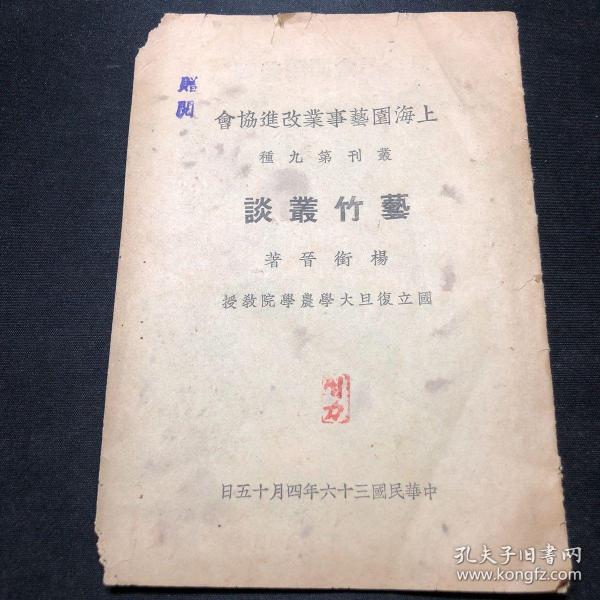 贈閱
上海園藝事業改進協會
叢刊第九種
藝竹叢談
楊銜晉著
國立復旦大學農學院教授
中華民國三十六年四月十五日
孔夫子旧书网
www.kongfz.com